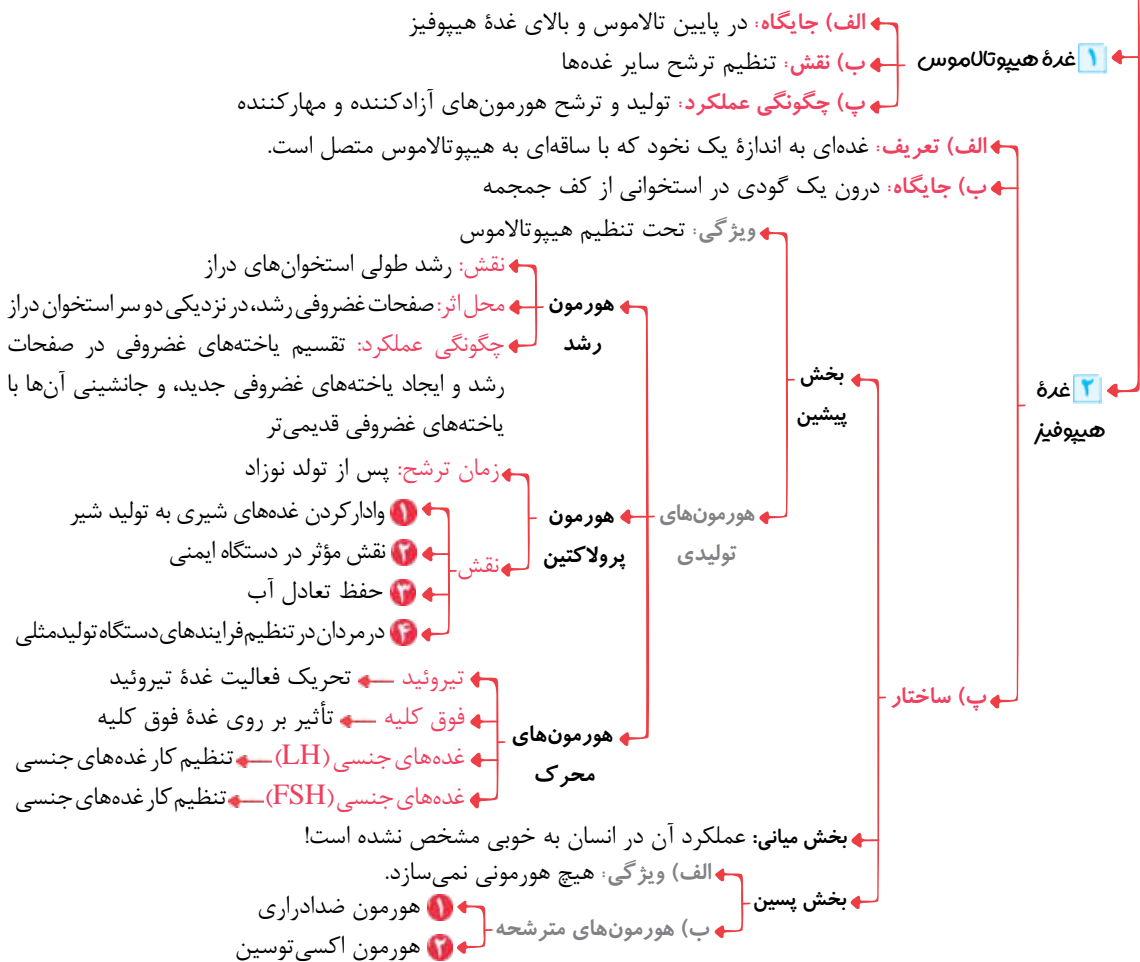 ۱ غدهٔ هیپوتالاموس
الف) جایگاه: در پایین تالاموس و بالای غدهٔ هیپوفیز
ب) نقش: تنظیم ترشح سایر غده‌ها
پ) چگونگی عملکرد: تولید و ترشح هورمون‌های آزادکننده و مهارکننده
۲ غدهٔ
هیپوفیز
الف) تعریف: غده‌ای به اندازهٔ یک نخود که با ساقه‌ای به هیپوتالاموس متصل است.
ب) جایگاه: درون یک گودی در استخوانی از کف جمجمه
پ) ساختار
بخش
پیشین
ویژگی: تحت تنظیم هیپوتالاموس
هورمون‌های
تولیدی
هورمون
رشد
نقش: رشد طولی استخوان‌های دراز
محل اثر: صفحات غضروفی رشد، در نزدیکی دو سر استخوان دراز
چگونگی عملکرد: تقسیم یاخته‌های غضروفی در صفحات
رشد و ایجاد یاخته‌های غضروفی جدید، و جانشینی آن‌ها با
یاخته‌های غضروفی قدیمی‌تر
هورمون
پرولاکتین
زمان ترشح: پس از تولد نوزاد
نقش
۱ وادارکردن غده‌های شیری به تولید شیر
۲ نقش مؤثر در دستگاه ایمنی
۳ حفظ تعادل آب
۴ در مردان در تنظیم فرایندهای دستگاه تولیدمثلی
هورمون‌های
محرک
تیروئید تحریک فعالیت غدهٔ تیروئید
فوق کلیه تأثیر بر روی غدهٔ فوق کلیه
غده‌های جنسی (LH) تنظیم کار غده‌های جنسی
غده‌های جنسی (FSH) تنظیم کار غده‌های جنسی
بخش میانی: عملکرد آن در انسان به خوبی مشخص نشده است!
بخش پسین
الف) ویژگی: هیچ هورمونی نمی‌سازد.
ب) هورمون‌های مترشحه
۱ هورمون ضدادراری
۲ هورمون اکسی‌توسین